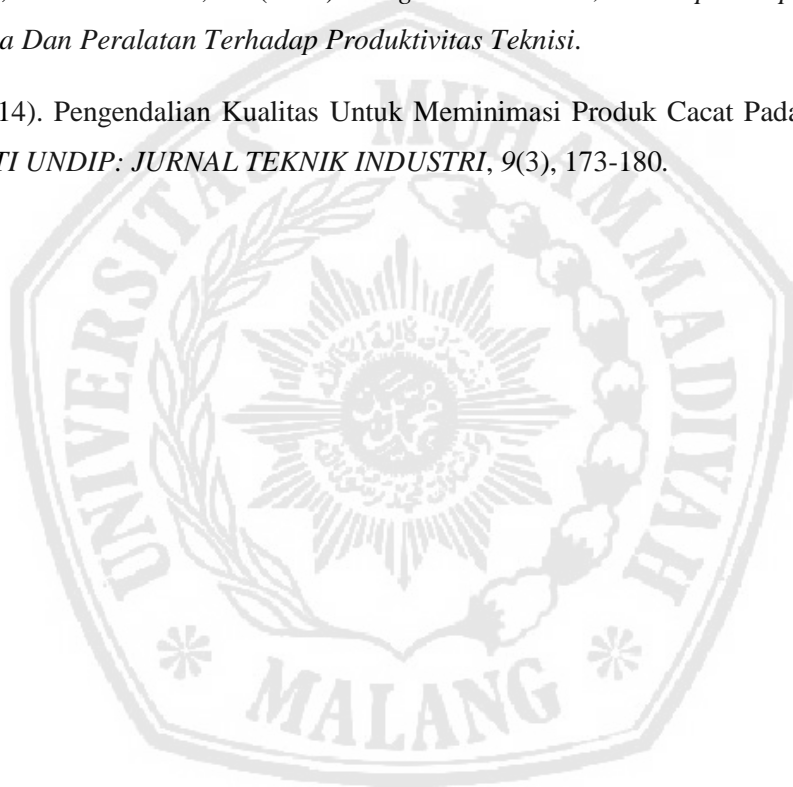 a Dan Peralatan Terhadap Produktivitas Teknisi.
14). Pengendalian Kualitas Untuk Meminimasi Produk Cacat Pada
TI UNDIP: JURNAL TEKNIK INDUSTRI, 9(3), 173-180.
UNIVERSITAS MUHAMMADIYAH
MALANG